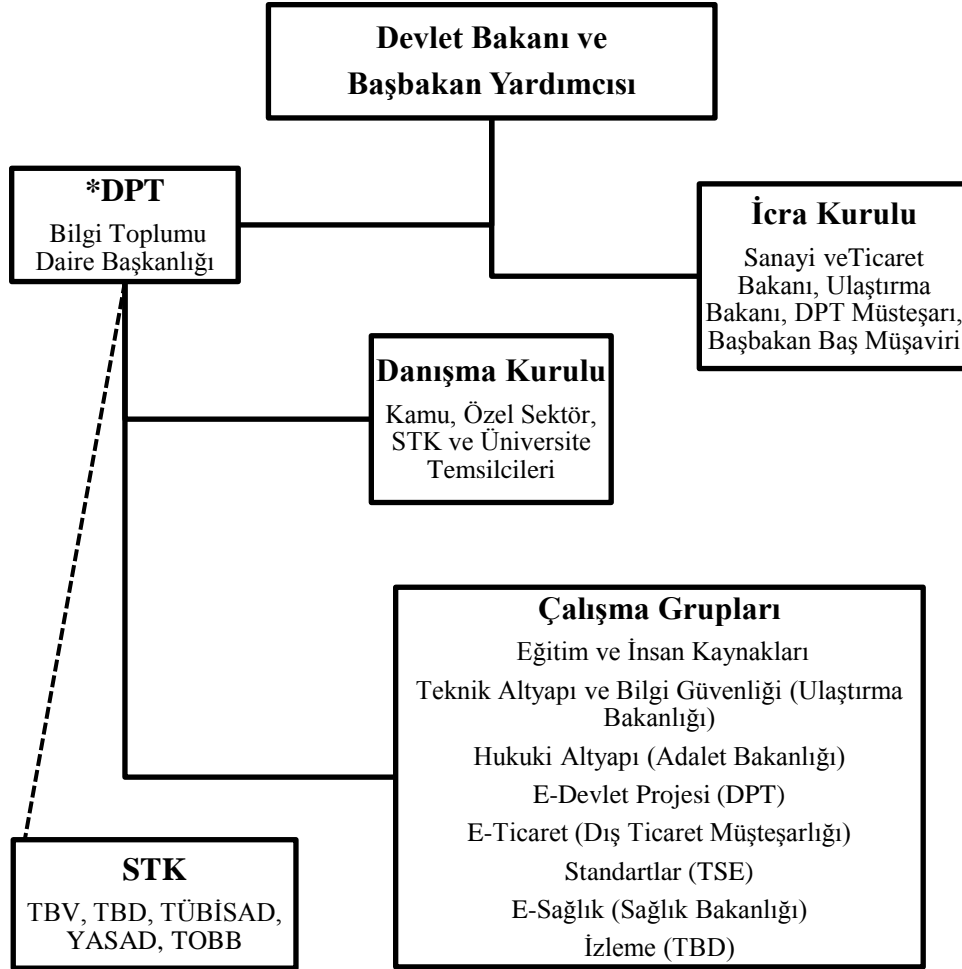 Devlet Bakanı ve
Başbakan Yardımcısı
*DPT
Bilgi Toplumu
Daire Başkanlığı
İcra Kurulu
Sanayi veTicaret
Bakanı, Ulaştırma
Bakanı, DPT Müsteşarı,
Başbakan Baş Müşaviri
Danışma Kurulu
Kamu, Özel Sektör,
STK ve Üniversite
Temsilcileri
Çalışma Grupları
Eğitim ve İnsan Kaynakları
Teknik Altyapı ve Bilgi Güvenliği (Ulaştırma
Bakanlığı)
Hukuki Altyapı (Adalet Bakanlığı)
E-Devlet Projesi (DPT)
E-Ticaret (Dış Ticaret Müşteşarlığı)
Standartlar (TSE)
E-Sağlık (Sağlık Bakanlığı)
İzleme (TBD)
STK
TBV, TBD, TÜBİSAD,
YASAD, TOBB